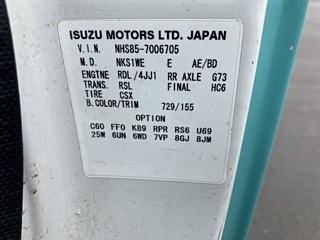 ISUZU MOTORS LTD. JAPAN
V.I.N. NHS85-7006705
M.D. NKS1WE E AE/BD
ENGINE RDL/4JJ1 RR AXLE G73
TRANS. RSL FINAL HC6
TIRE CSX
B.COLOR/TRIM 729/155
OPTION
C60 FF0 K89 RPR RS6 U69
25W 6UN 6WD 7VP 8GJ 8JM